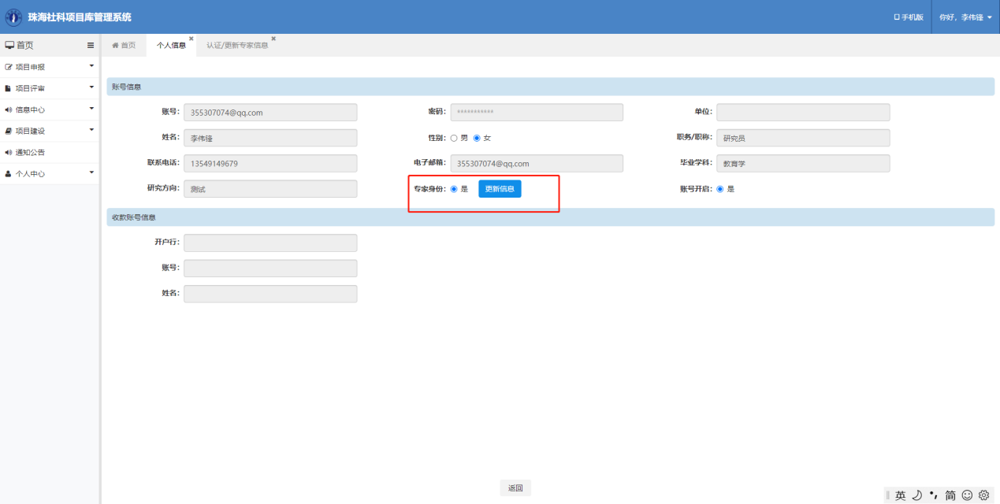 珠海社科项目库管理系统
手机版 你好，李伟锋
首页
首页 个人信息 认证/更新专家信息
项目申报
项目评审
信息中心
项目建设
通知公告
个人中心
账号信息
账号： 355307074@qq.com 密码： *********** 单位：
姓名： 李伟锋 性别： 男 女 职务/职称： 研究员
联系电话： 13549149679 电子邮箱： 355307074@qq.com 毕业学科： 教育学
研究方向： 测试 专家身份： 是 更新信息 账号开启： 是
收款账号信息
开户行：
账号：
姓名：
返回
英 简